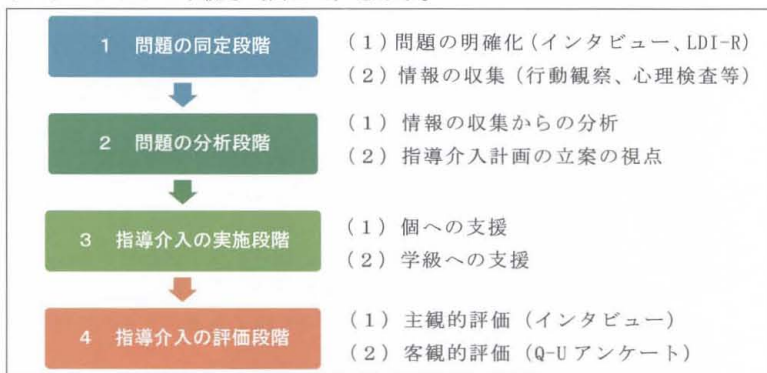 1 問題の同定段階
(1)問題の明確化(インタビュー、LDI-R)
(2)情報の収集(行動観察、心理検査等)
2 問題の分析段階
(1)情報の収集からの分析
(2)指導介入計画の立案の視点
3 指導介入の実施段階
(1)個への支援
(2)学級への支援
4 指導介入の評価段階
(1)主観的評価(インタビュー)
(2)客観的評価(Q-Uアンケート)